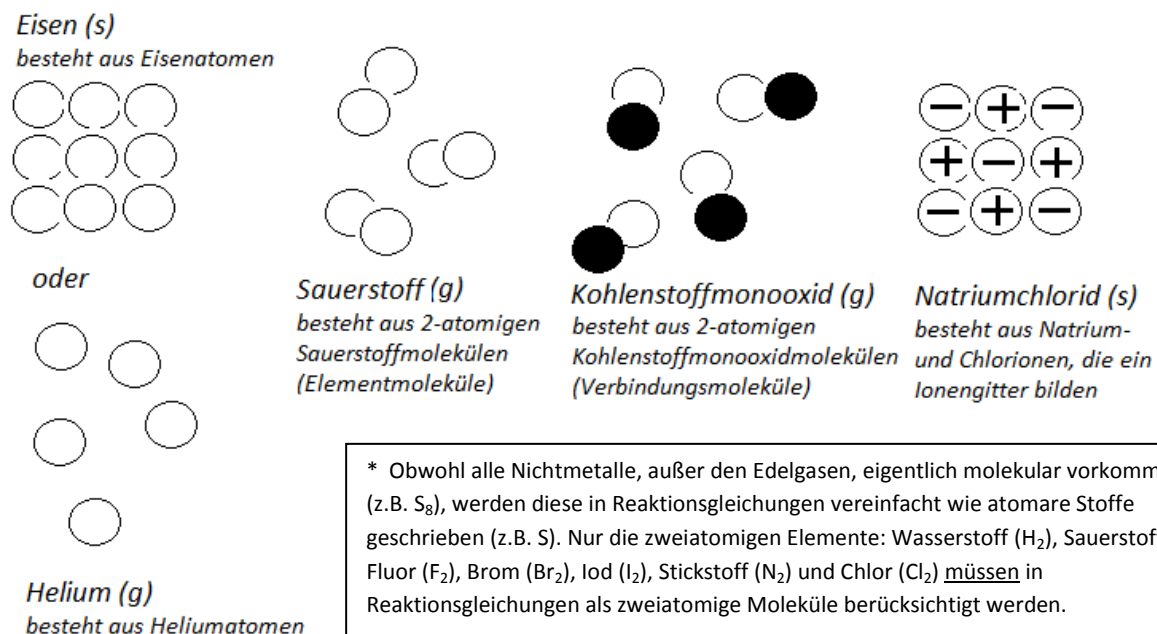 Eisen (s)
besteht aus Eisenatomen
oder
Helium (g)
besteht aus Heliumatomen
Sauerstoff (g)
besteht aus 2-atomigen
Sauerstoffmolekülen
(Elementmoleküle)
Kohlenstoffmonooxid (g)
besteht aus 2-atomigen
Kohlenstoffmonooxidmolekülen
(Verbindungsmoleküle)
− + −
+ − +
− + −
Natriumchlorid (s)
besteht aus Natrium-
und Chlorionen, die ein
Ionengitter bilden
* Obwohl alle Nichtmetalle, außer den Edelgasen, eigentlich molekular vorkomm
(z.B. S₈), werden diese in Reaktionsgleichungen vereinfacht wie atomare Stoffe
geschrieben (z.B. S). Nur die zweiatomigen Elemente: Wasserstoff (H₂), Sauerstof
Fluor (F₂), Brom (Br₂), Iod (I₂), Stickstoff (N₂) und Chlor (Cl₂) müssen in
Reaktionsgleichungen als zweiatomige Moleküle berücksichtigt werden.